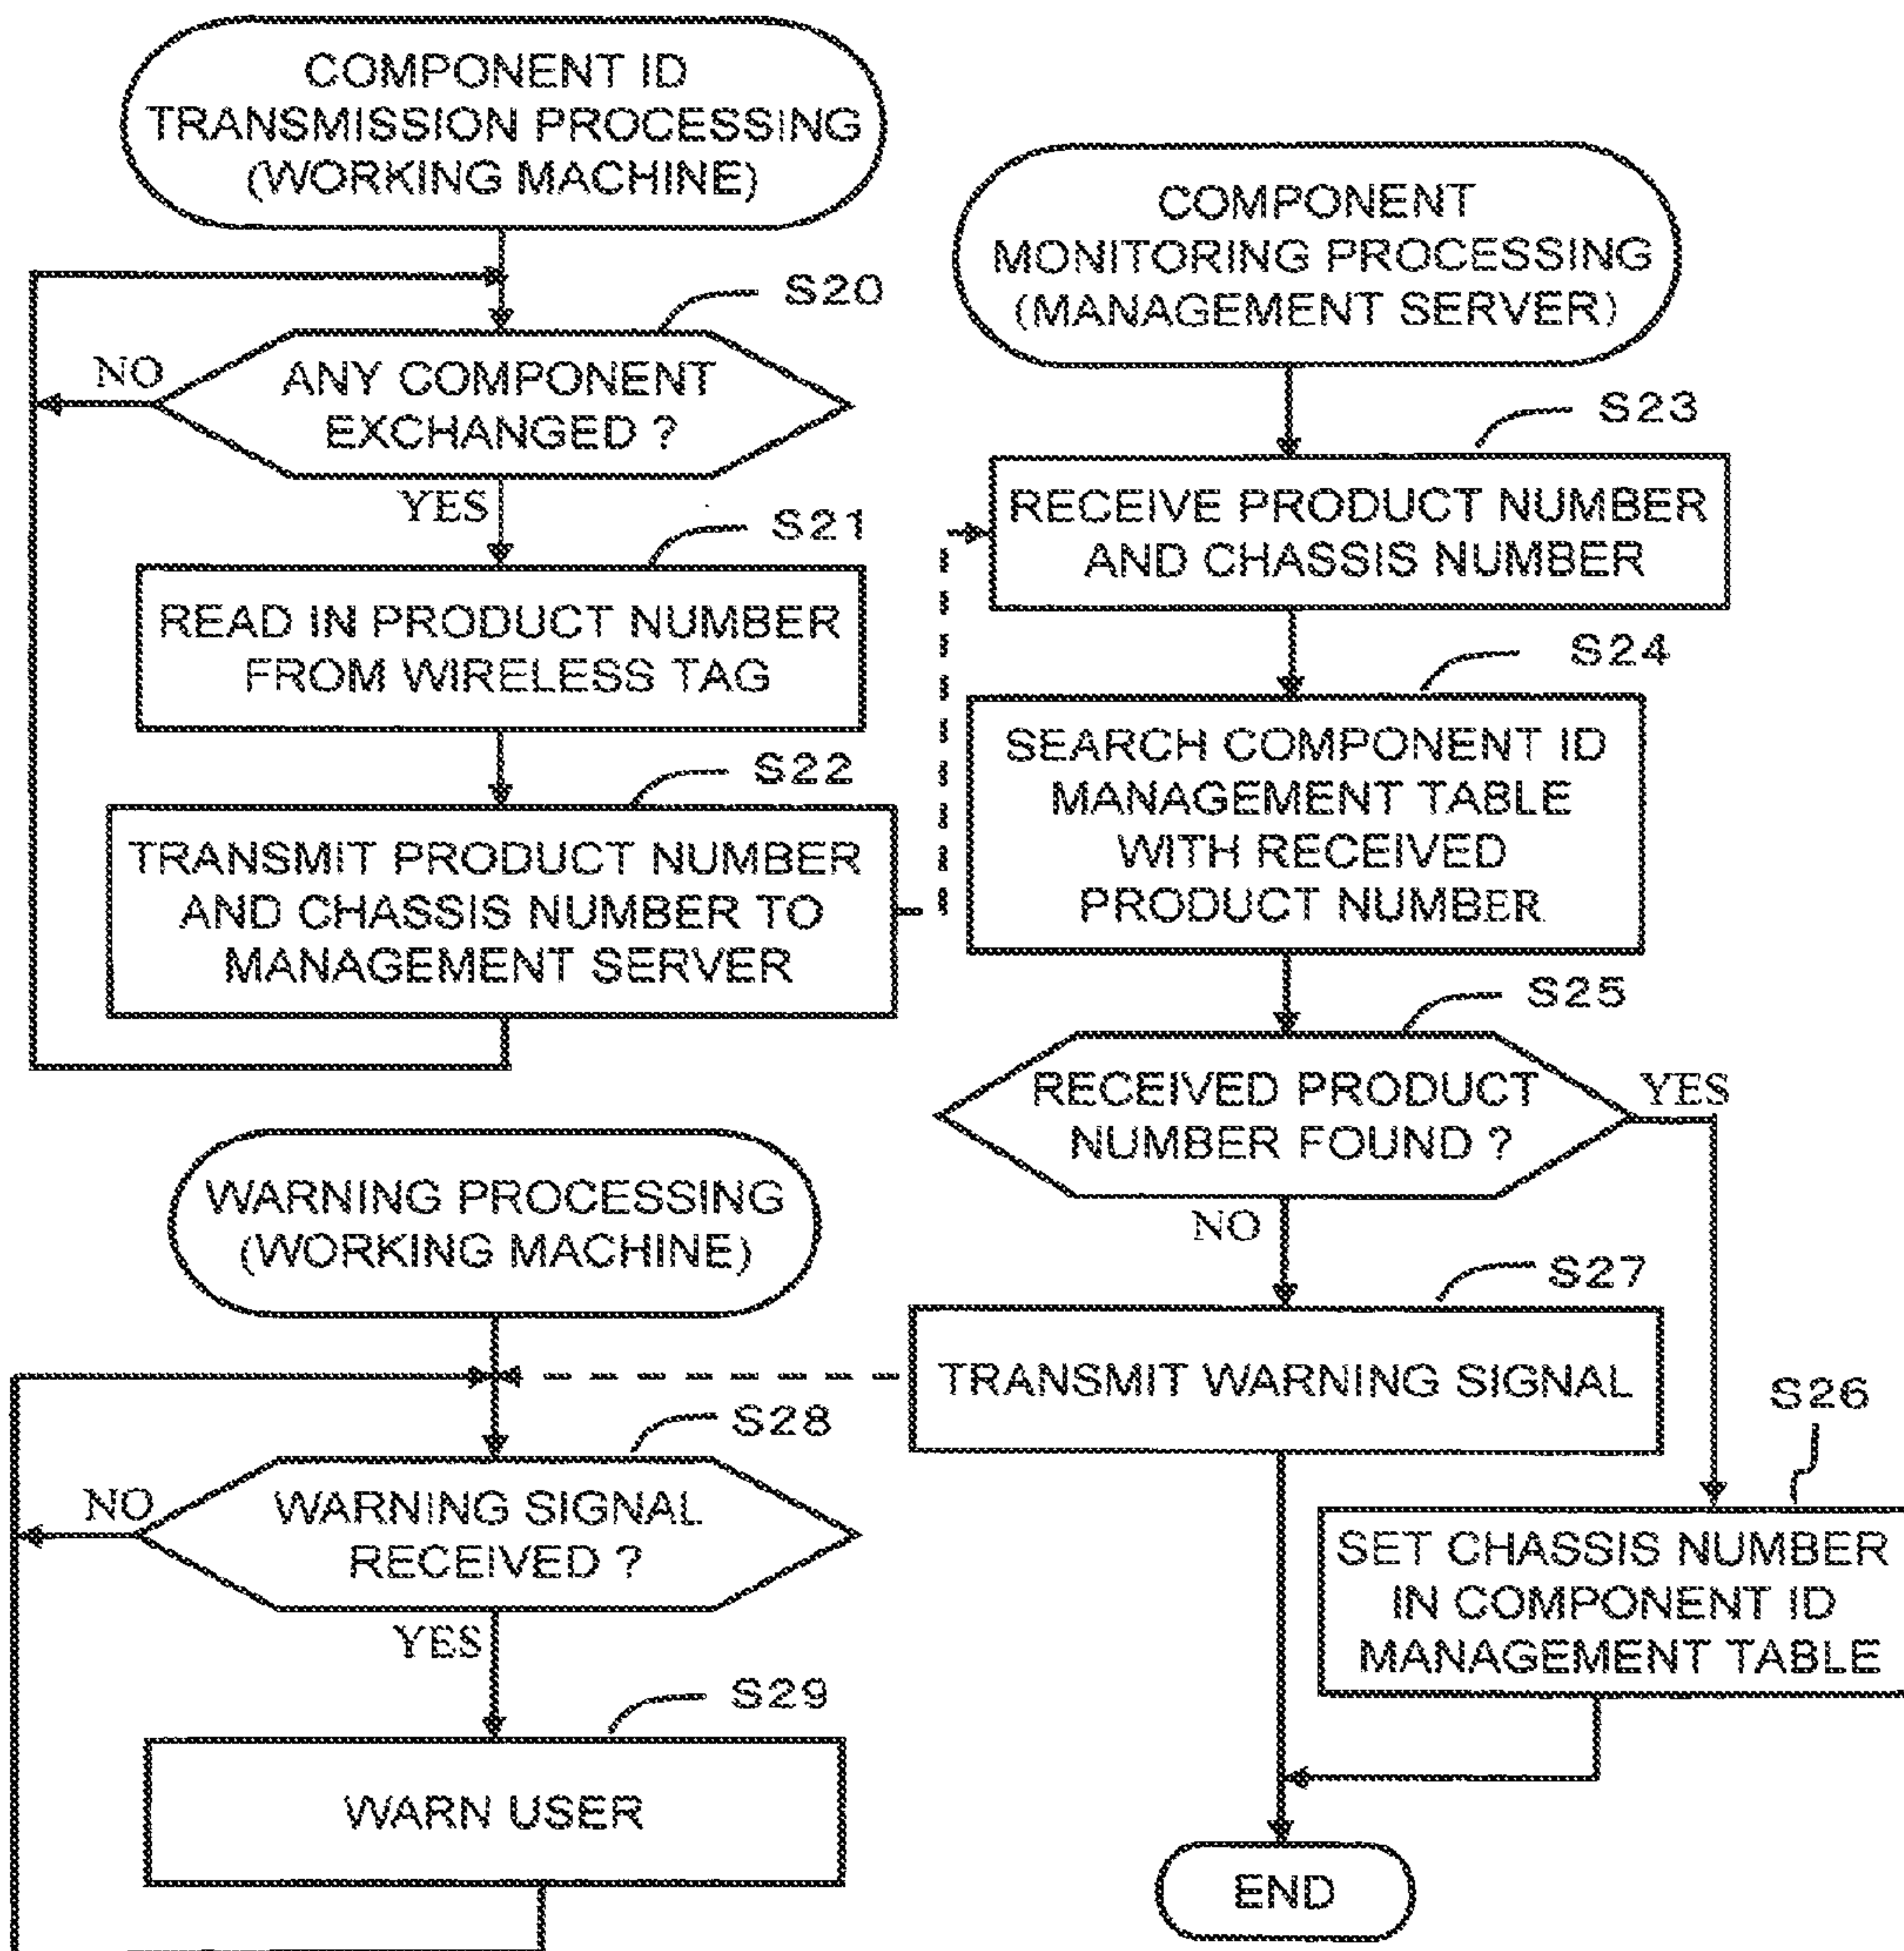 COMPONENT ID
TRANSMISSION PROCESSING
(WORKING MACHINE)
S20
NO
ANY COMPONENT
EXCHANGED ?
YES
S21
READ IN PRODUCT NUMBER
FROM WIRELESS TAG
S22
TRANSMIT PRODUCT NUMBER
AND CHASSIS NUMBER TO
MANAGEMENT SERVER
COMPONENT
MONITORING PROCESSING
(MANAGEMENT SERVER)
S23
RECEIVE PRODUCT NUMBER
AND CHASSIS NUMBER
S24
SEARCH COMPONENT ID
MANAGEMENT TABLE
WITH RECEIVED
PRODUCT NUMBER
S25
RECEIVED PRODUCT
NUMBER FOUND ?
YES
NO
S27
TRANSMIT WARNING SIGNAL
S26
SET CHASSIS NUMBER
IN COMPONENT ID
MANAGEMENT TABLE
END
WARNING PROCESSING
(WORKING MACHINE)
S28
NO
WARNING SIGNAL
RECEIVED ?
YES
S29
WARN USER